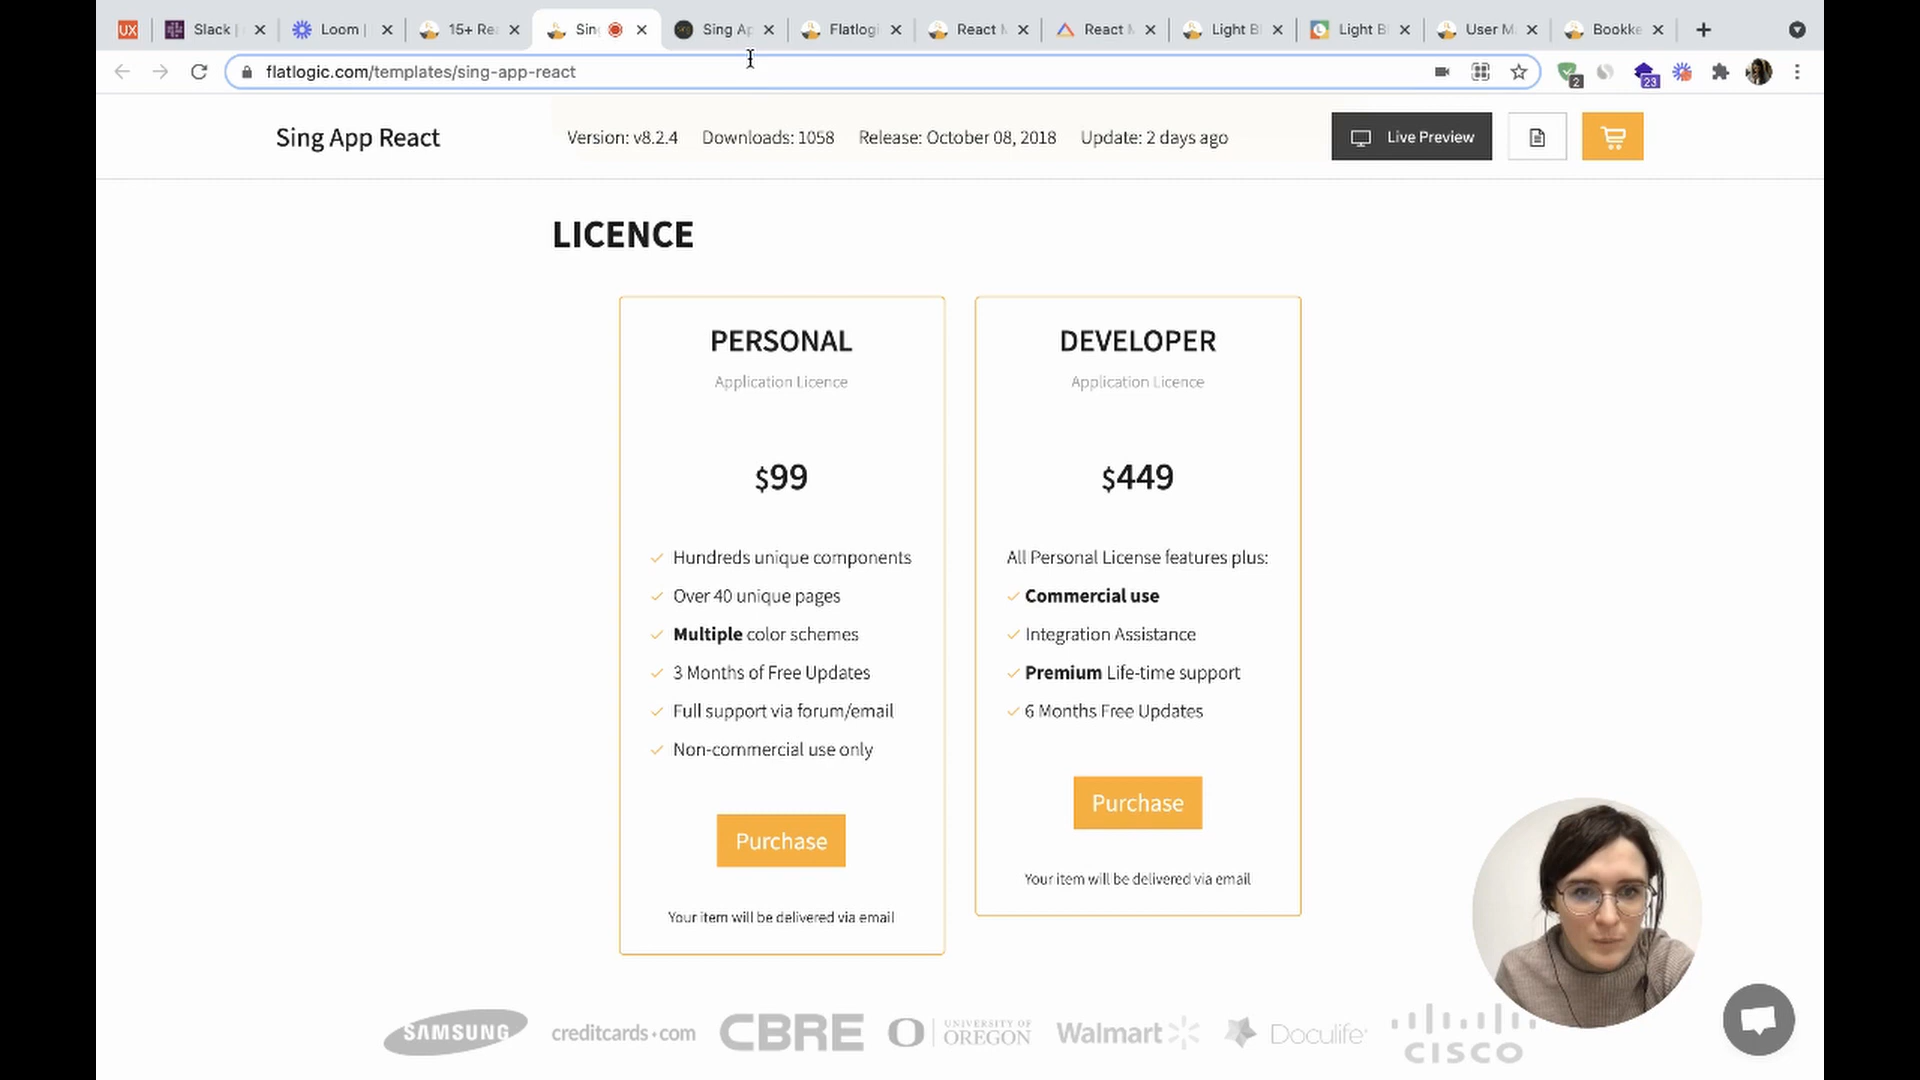 UX
Slack |
Loom |
15+ Re
Sin
Sing Ap
Flatlogi
React M
React M
Light B
Light B
User M
Bookke
flatlogic.com/templates/sing-app-react
2
23
Sing App React
Version: v8.2.4
Downloads: 1058
Release: October 08, 2018
Update: 2 days ago
Live Preview
LICENCE
PERSONAL
Application Licence
$99
Hundreds unique components
Over 40 unique pages
Multiple color schemes
3 Months of Free Updates
Full support via forum/email
Non-commercial use only
Purchase
Your item will be delivered via email
DEVELOPER
Application Licence
$449
All Personal License features plus:
Commercial use
Integration Assistance
Premium Life-time support
6 Months Free Updates
Purchase
Your item will be delivered via email
SAMSUNG
creditcards.com
CBRE
O UNIVERSITY OF
OREGON
Walmart
Doculife
CISCO